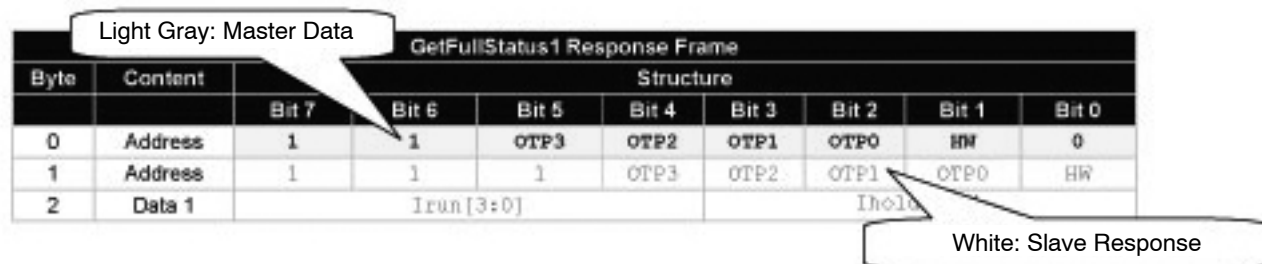 Light Gray: Master Data
GetFullStatus1 Response Frame
Byte Content Structure
Bit 7 Bit 6 Bit 5 Bit 4 Bit 3 Bit 2 Bit 1 Bit 0
0 Address 1 1 OTP3 OTP2 OTP1 OTP0 HW 0
1 Address 1 1 1 OTP3 OTP2 OTP1 OTP0 HW
2 Data 1 Irun[3:0]
White: Slave Response